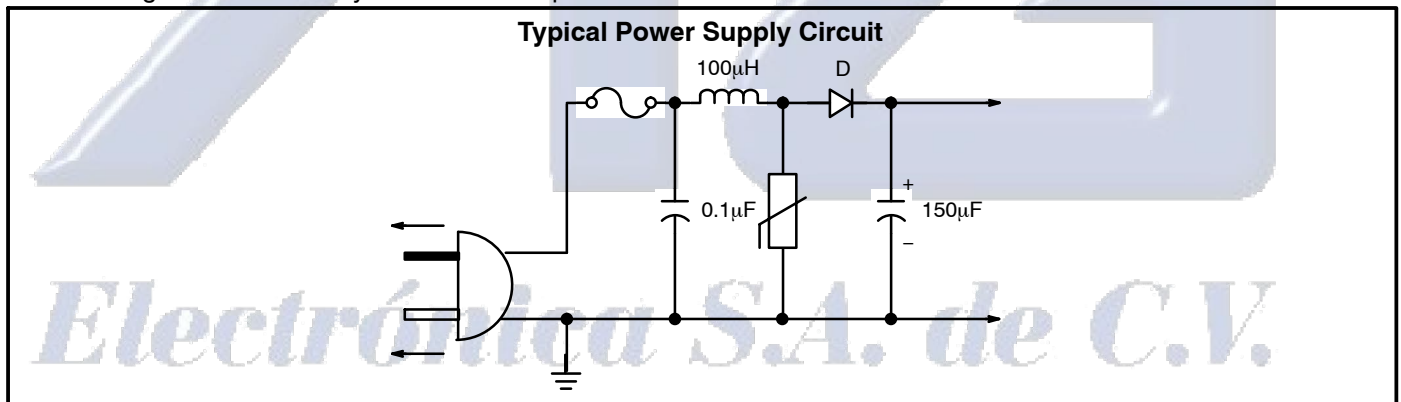 Typical Power Supply Circuit
100μH
D
0.1μF
+
150μF
−
Electrónica S.A. de C.V.